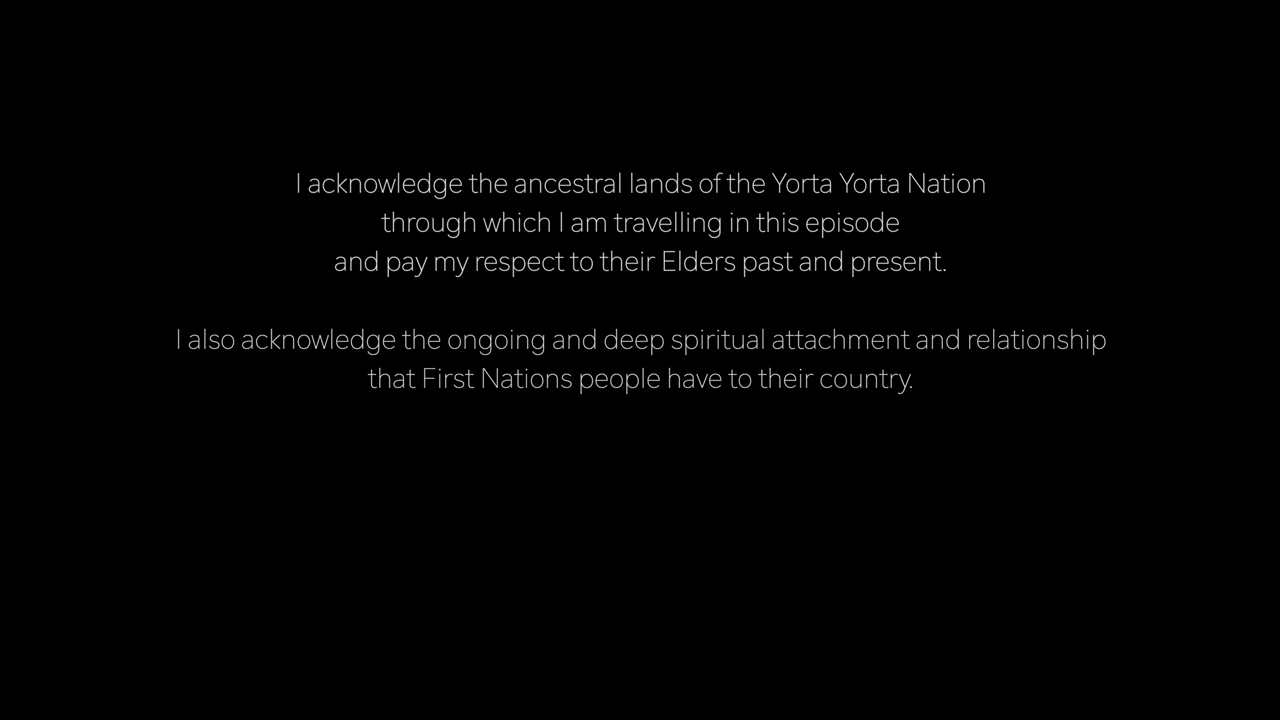 I acknowledge the ancestral lands of the Yorta Yorta Nation
through which I am travelling in this episode
and pay my respect to their Elders past and present.
I also acknowledge the ongoing and deep spiritual attachment and relationship
that First Nations people have to their country.